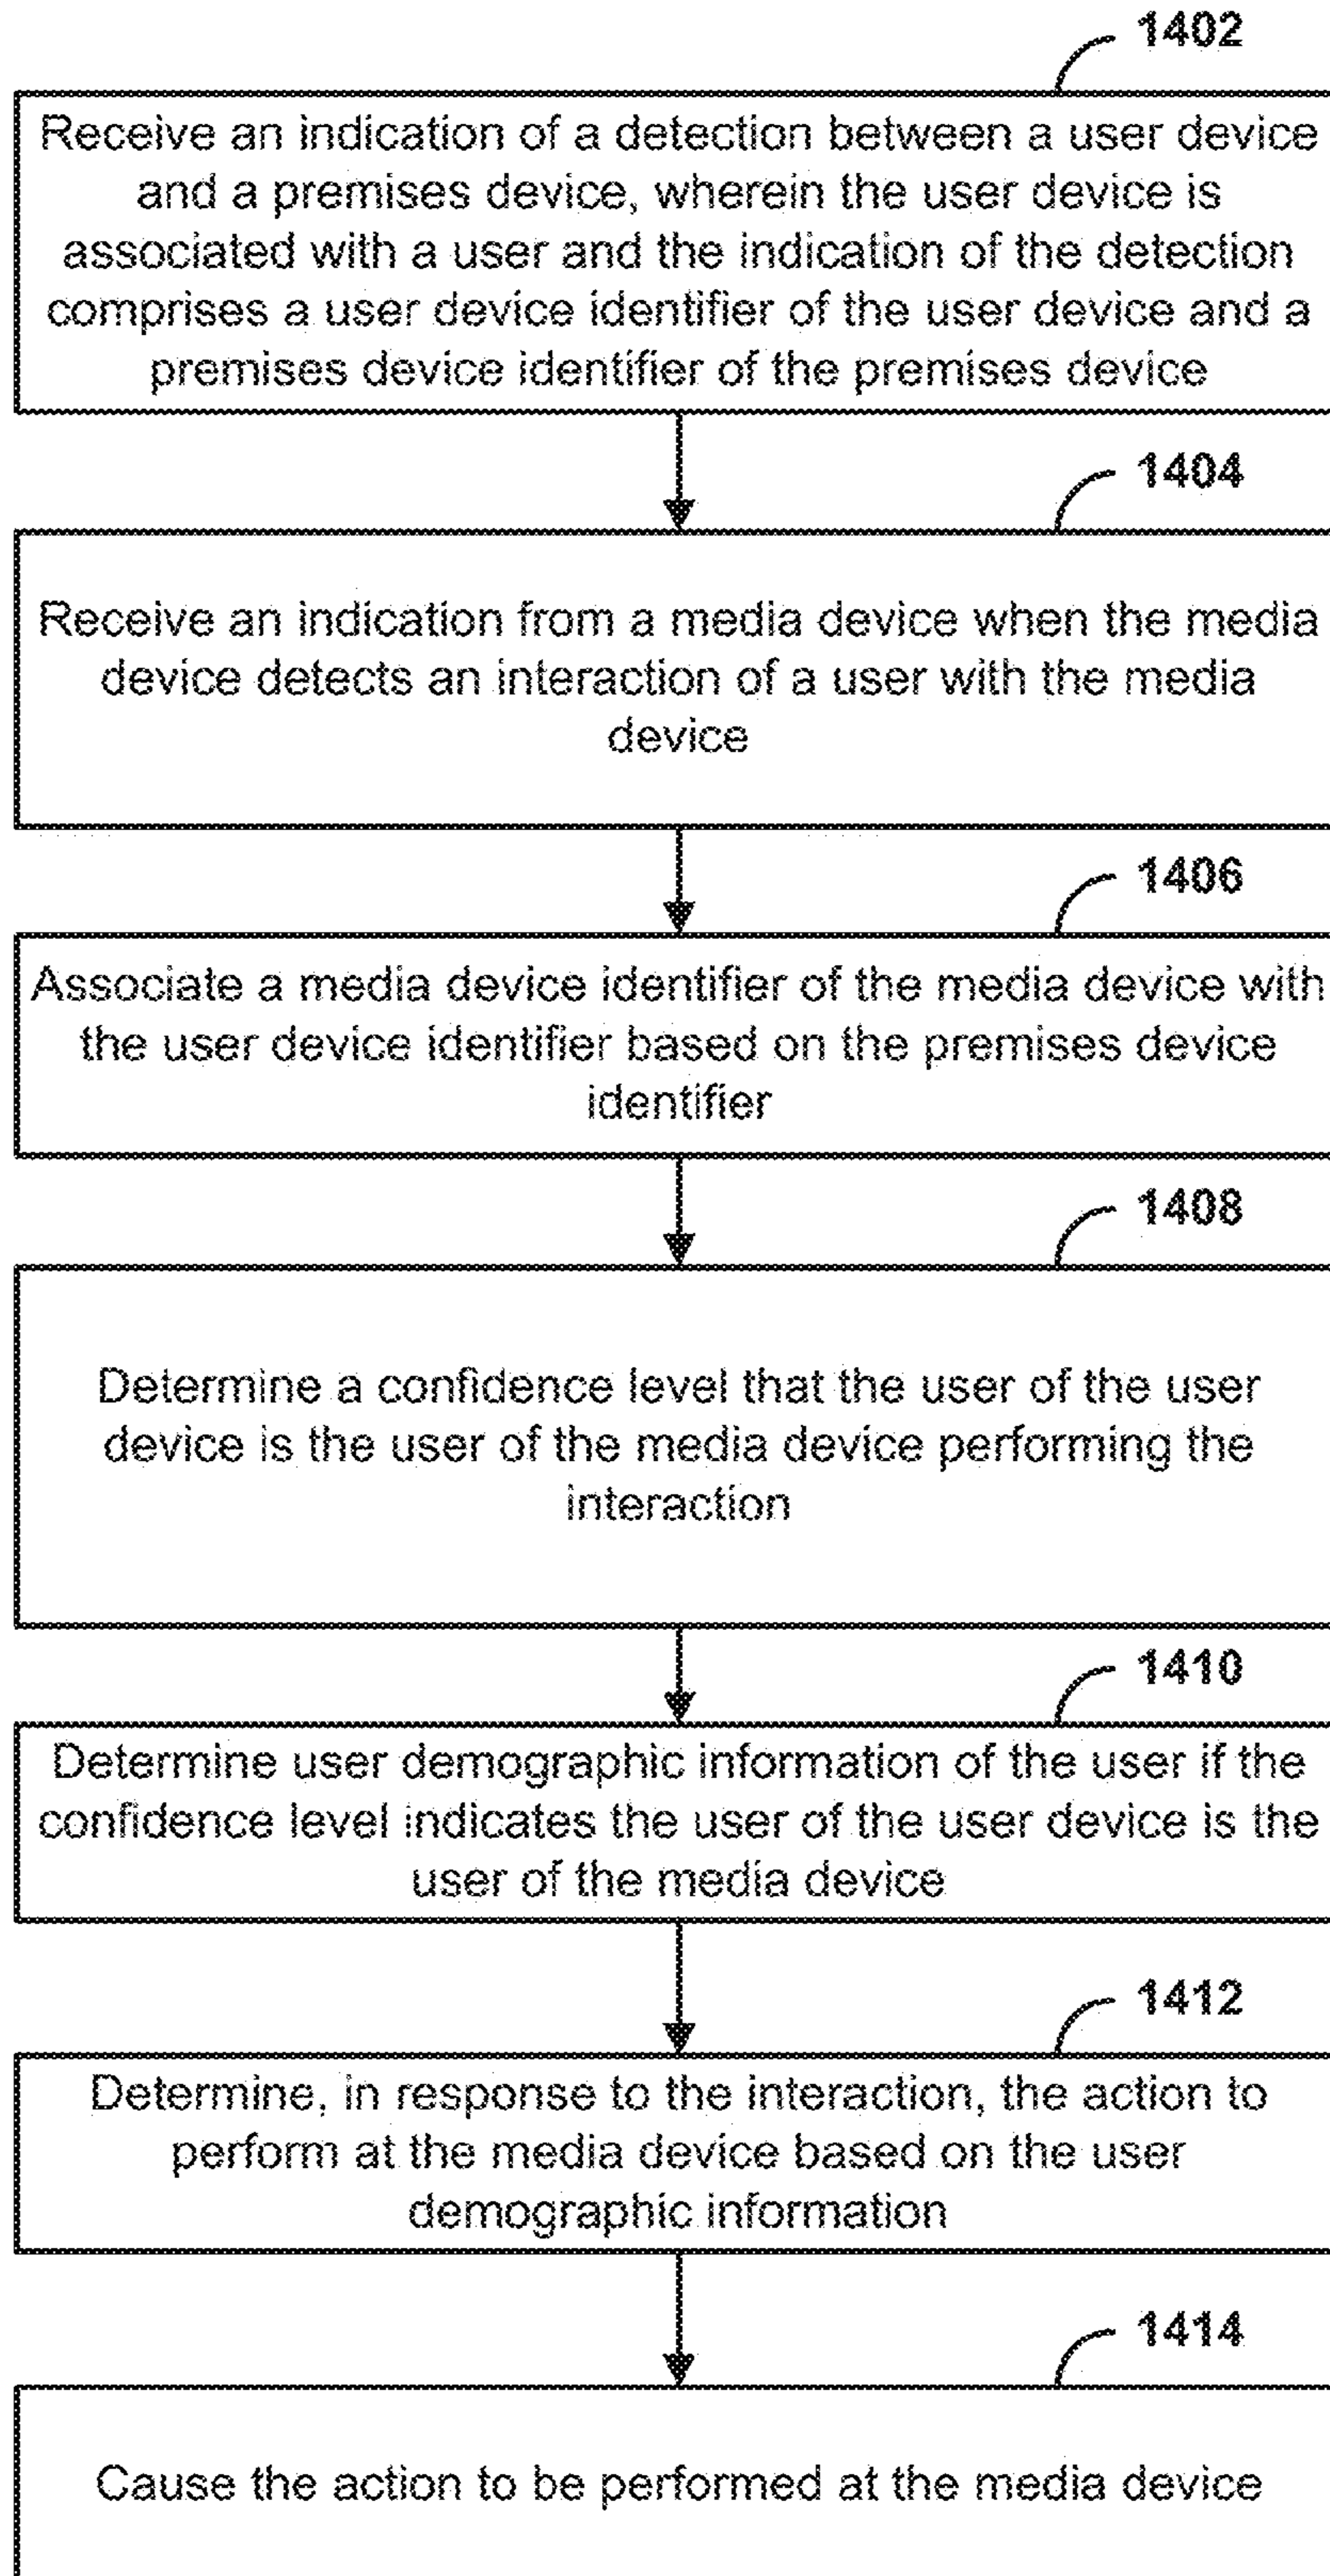 1402
Receive an indication of a detection between a user device
and a premises device, wherein the user device is
associated with a user and the indication of the detection
comprises a user device identifier of the user device and a
premises device identifier of the premises device
1404
Receive an indication from a media device when the media
device detects an interaction of a user with the media
device
1406
Associate a media device identifier of the media device with
the user device identifier based on the premises device
identifier
1408
Determine a confidence level that the user of the user
device is the user of the media device performing the
interaction
1410
Determine user demographic information of the user if the
confidence level indicates the user of the user device is the
user of the media device
1412
Determine, in response to the interaction, the action to
perform at the media device based on the user
demographic information
1414
Cause the action to be performed at the media device